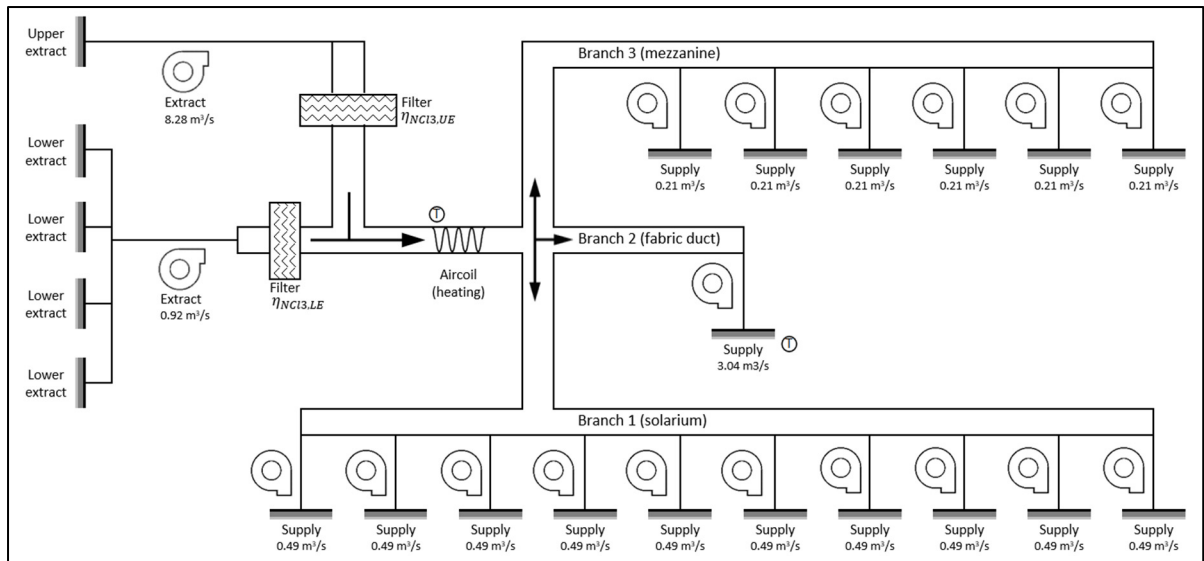 Upper
extract
Extract
8.28 m³/s
Filter
ηNCl3,UE
Branch 3 (mezzanine)
Supply
0.21 m³/s
Supply
0.21 m³/s
Supply
0.21 m³/s
Supply
0.21 m³/s
Supply
0.21 m³/s
Supply
0.21 m³/s
Lower
extract
Lower
extract
Lower
extract
Lower
extract
Extract
0.92 m³/s
Filter
ηNCl3,LE
T
Aircoil
(heating)
Branch 2 (fabric duct)
Supply
3.04 m3/s
T
Branch 1 (solarium)
Supply
0.49 m³/s
Supply
0.49 m³/s
Supply
0.49 m³/s
Supply
0.49 m³/s
Supply
0.49 m³/s
Supply
0.49 m³/s
Supply
0.49 m³/s
Supply
0.49 m³/s
Supply
0.49 m³/s
Supply
0.49 m³/s